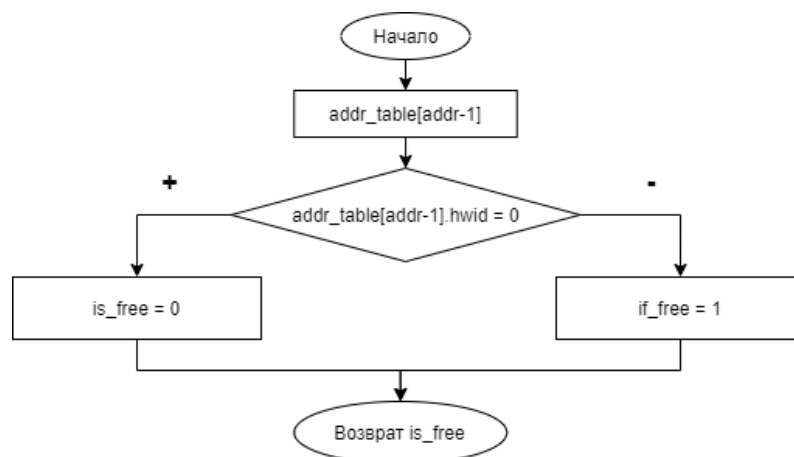 Начало
addr_table[addr-1]
+
-
addr_table[addr-1].hwid = 0
is_free = 0
if_free = 1
Возврат is_free